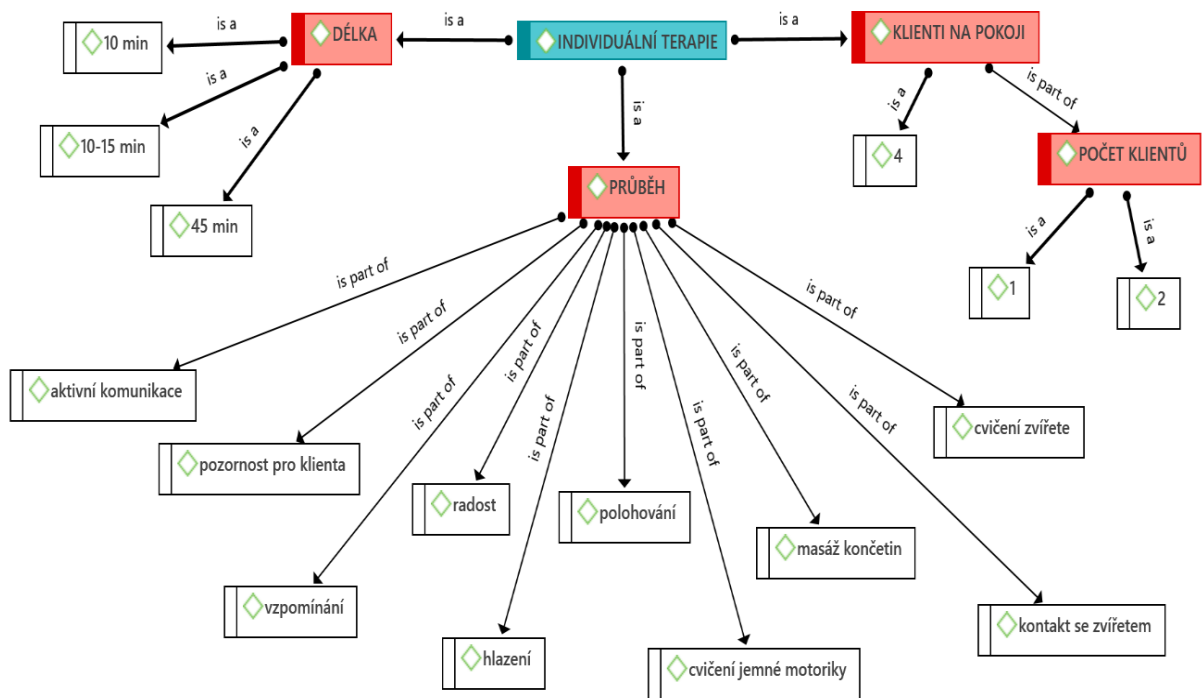 is a
is a
is a
10 min
DÉLKA
INDIVIDUÁLNÍ TERAPIE
KLIENTI NA POKOJI
is a
is a
is a
is a
is part of
10-15 min
4
POČET KLIENTŮ
PRŮBĚH
45 min
is a
is a
1
2
is part of
is part of
is part of
is part of
is part of
is part of
is part of
is part of
is part of
is part of
aktivní komunikace
cvičení zvířete
pozornost pro klienta
radost
polohování
masáž končetin
vzpomínání
kontakt se zvířetem
hlazení
cvičení jemné motoriky